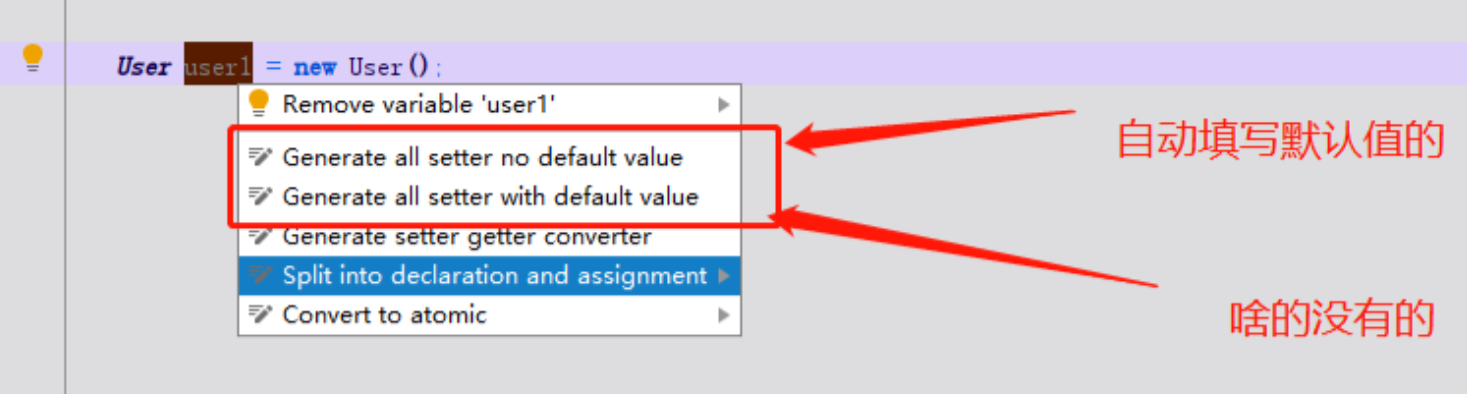 User user1 = new User();
Remove variable 'user1'
Generate all setter no default value
Generate all setter with default value
Generate setter getter converter
Split into declaration and assignment
Convert to atomic
自动填写默认值的
啥的没有的